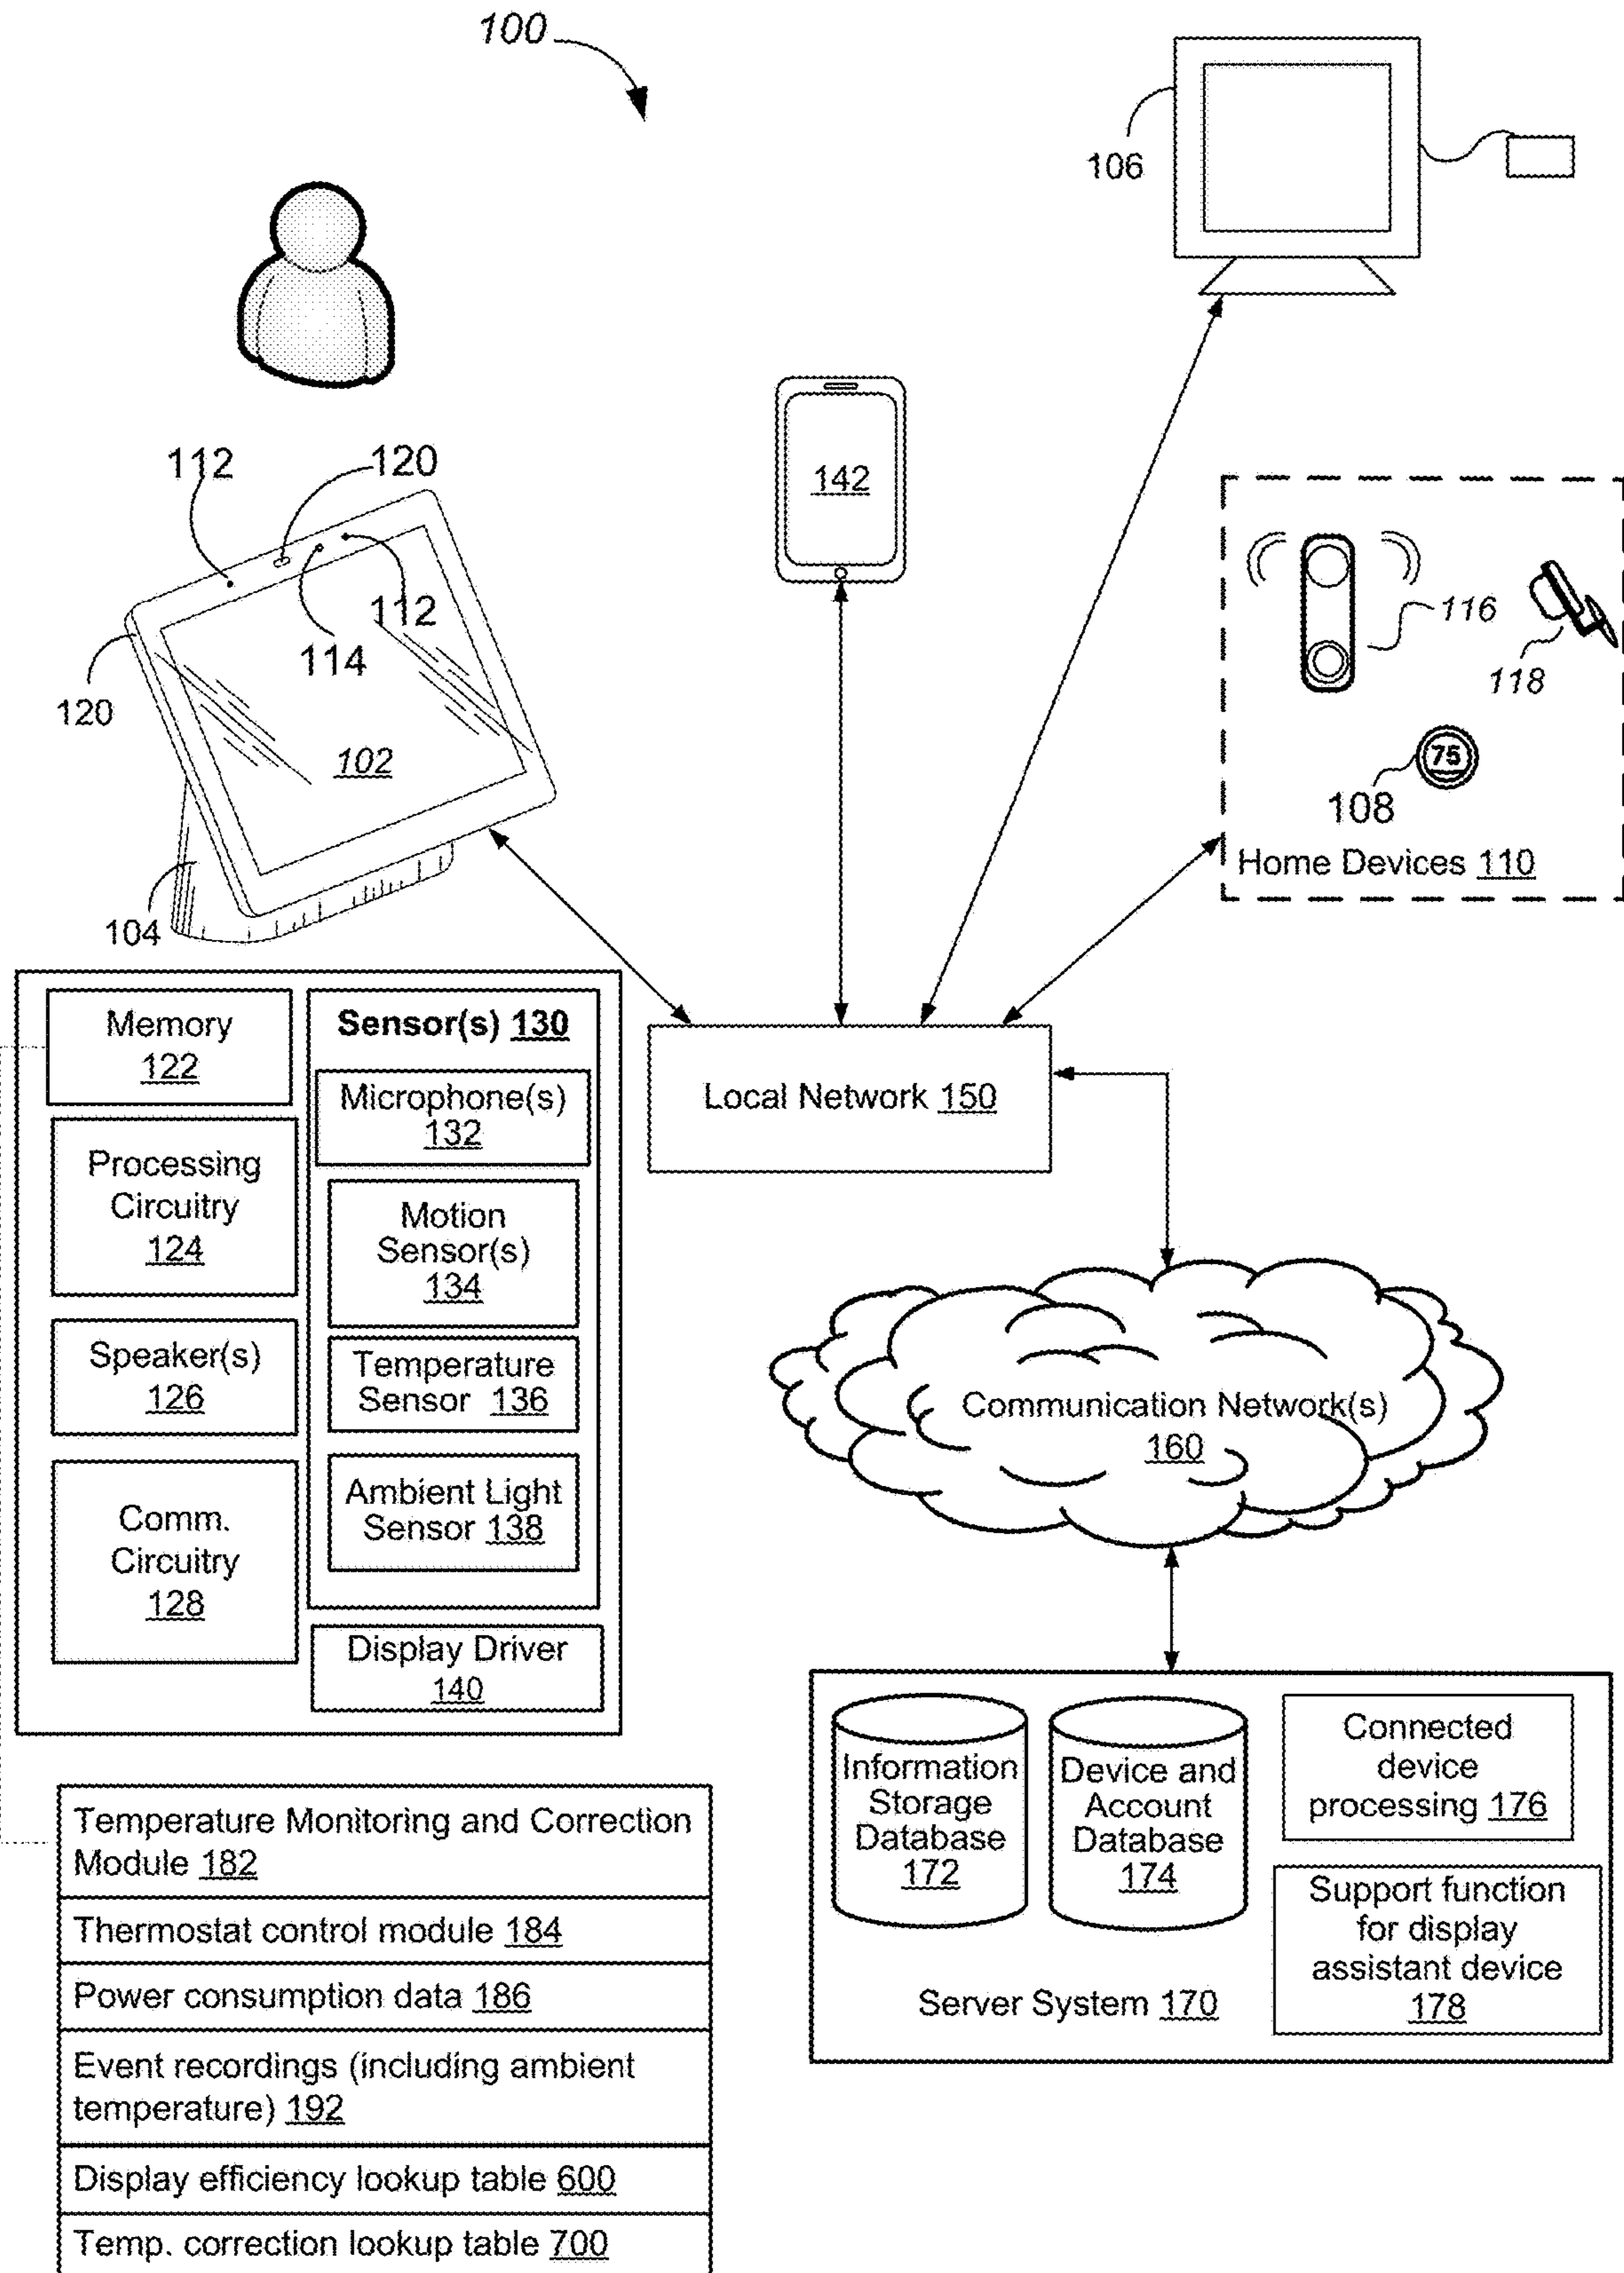 100
106
112
120
142
112
114
120
102
104
116
118
75
108
Home Devices 110
Memory
122
Processing
Circuitry
124
Speaker(s)
126
Comm.
Circuitry
128
Sensor(s) 130
Microphone(s)
132
Motion
Sensor(s)
134
Temperature
Sensor 136
Ambient Light
Sensor 138
Display Driver
140
Local Network 150
Communication Network(s)
160
Information
Storage
Database
172
Device and
Account
Database
174
Connected
device
processing 176
Support function
for display
assistant device
178
Server System 170
Temperature Monitoring and Correction
Module 182
Thermostat control module 184
Power consumption data 186
Event recordings (including ambient
temperature) 192
Display efficiency lookup table 600
Temp. correction lookup table 700